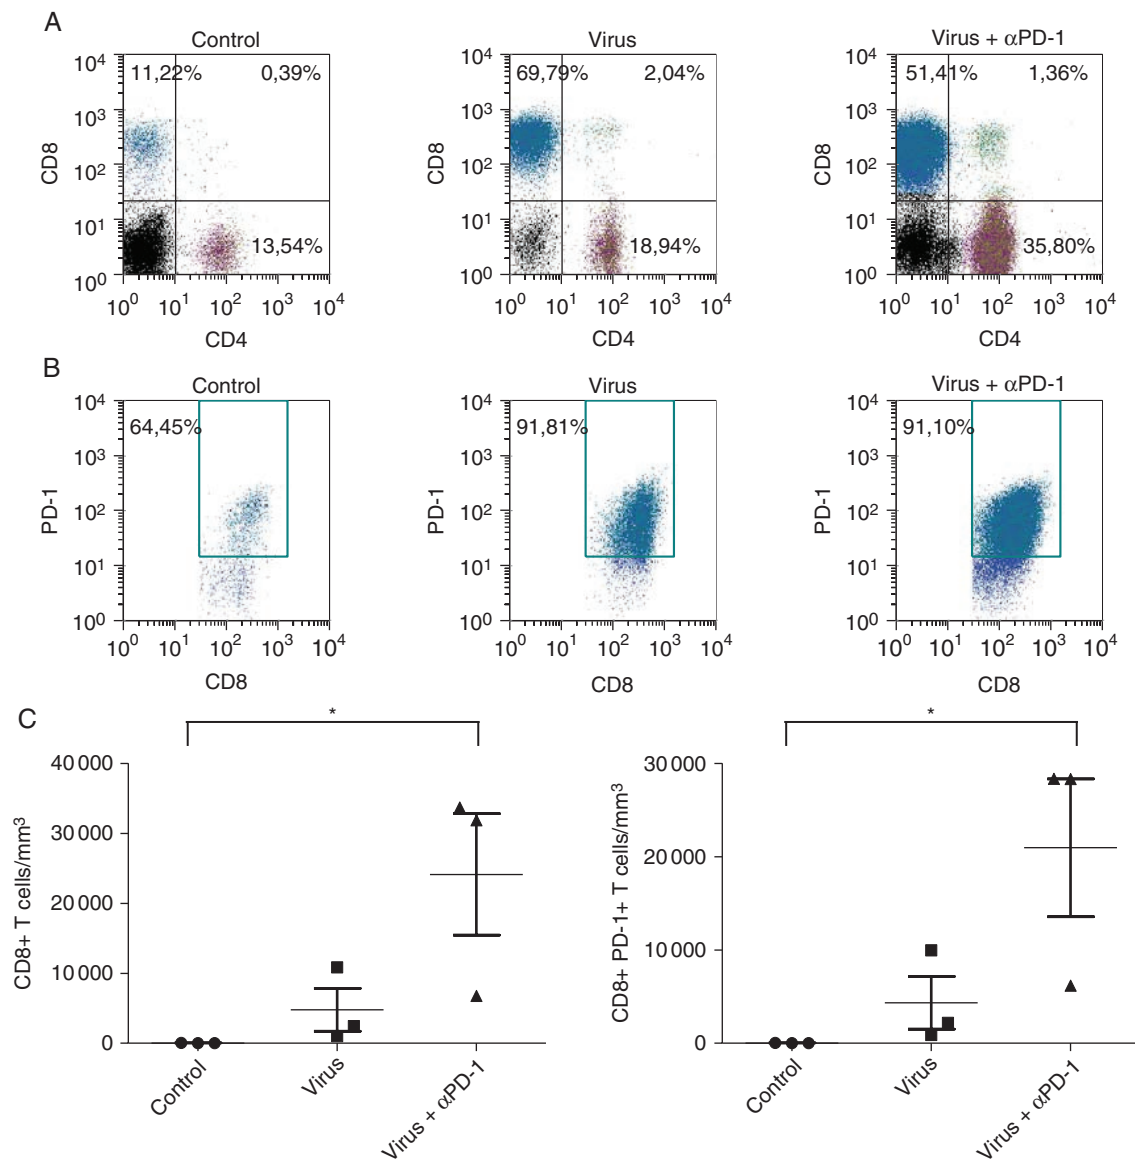 A
Control
Virus
Virus + αPD-1
CD8
10⁴
10³
10²
10¹
10⁰
11,22%
0,39%
13,54%
10⁰ 10¹ 10² 10³ 10⁴
CD4
CD8
10⁴
10³
10²
10¹
10⁰
69,79%
2,04%
18,94%
10⁰ 10¹ 10² 10³ 10⁴
CD4
CD8
10⁴
10³
10²
10¹
10⁰
51,41%
1,36%
35,80%
10⁰ 10¹ 10² 10³ 10⁴
CD4
B
Control
Virus
Virus + αPD-1
PD-1
10⁴
10³
10²
10¹
10⁰
64,45%
10⁰ 10¹ 10² 10³ 10⁴
CD8
PD-1
10⁴
10³
10²
10¹
10⁰
91,81%
10⁰ 10¹ 10² 10³ 10⁴
CD8
PD-1
10⁴
10³
10²
10¹
10⁰
91,10%
10⁰ 10¹ 10² 10³ 10⁴
CD8
C
*
CD8+ T cells/mm³
40 000
30 000
20 000
10 000
0
Control
Virus
Virus + αPD-1
*
CD8+ PD-1+ T cells/mm³
30 000
20 000
10 000
0
Control
Virus
Virus + αPD-1